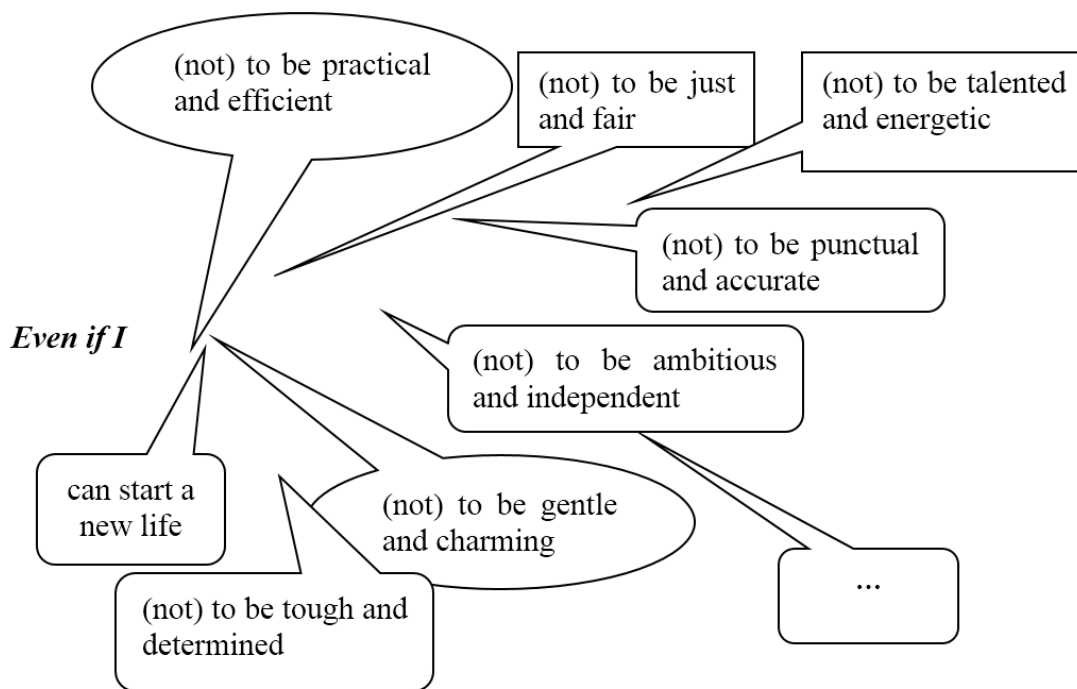 (not) to be practical
and efficient
(not) to be just
and fair
(not) to be talented
and energetic
(not) to be punctual
and accurate
Even if I
(not) to be ambitious
and independent
can start a
new life
(not) to be gentle
and charming
(not) to be tough and
determined
...